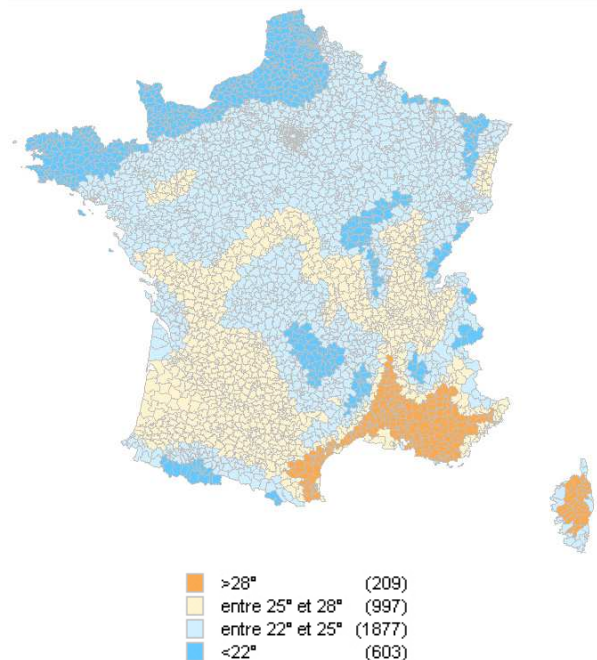 >28° (209)
entre 25° et 28° (997)
entre 22° et 25° (1877)
<22° (603)